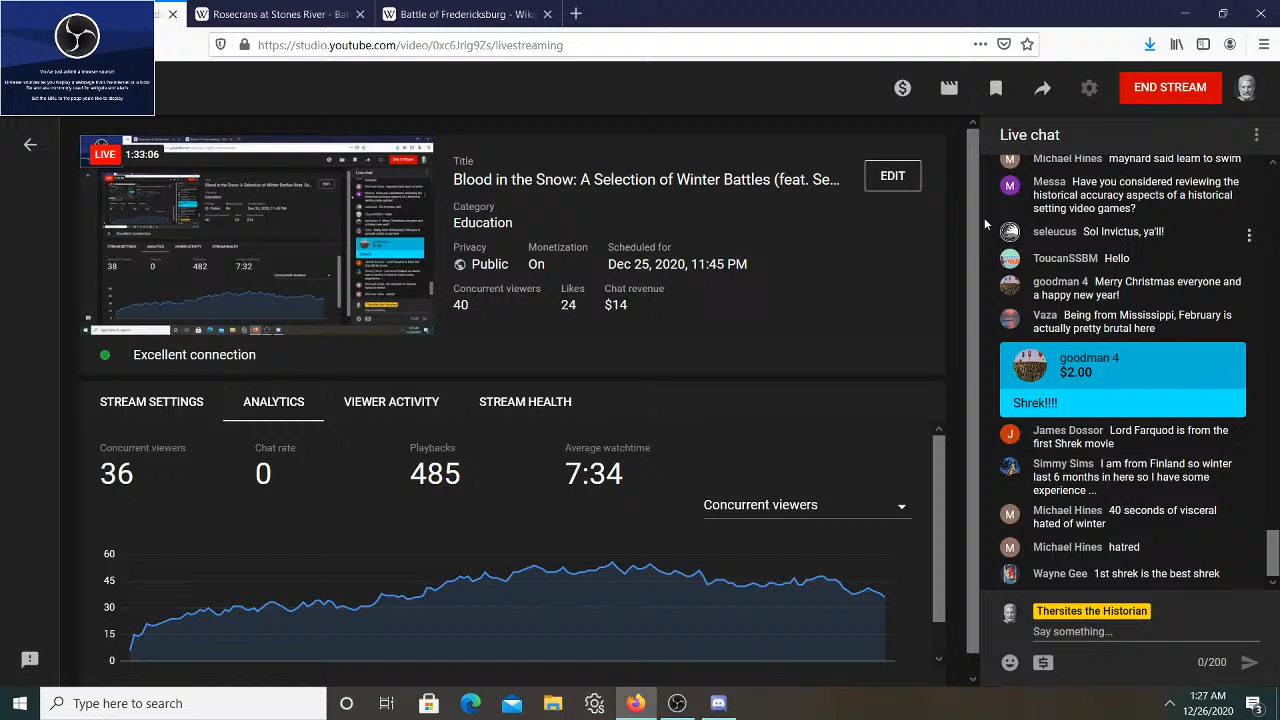 Rosecrans at Stones River - Bat
Battle of Fredericksburg - Wiki
You've just added a browser source!
https://studio.youtube.com/video/0xc6Jrig9Zs/livestreaming
END STREAM
LIVE 1:33:06
Title
Blood in the Snow: A Selection of Winter Battles (feat. Se...
EDIT
Category
Education
Privacy
Monetization
Scheduled for
Public
On
Dec 25, 2020, 11:45 PM
Concurrent viewers
Likes
Chat revenue
40
24
$14
Excellent connection
STREAM SETTINGS
ANALYTICS
VIEWER ACTIVITY
STREAM HEALTH
Concurrent viewers
Chat rate
Playbacks
Average watchtime
36
0
485
7:34
Concurrent viewers
60
45
30
15
0
Live chat
Have you considered reviewing the
historical accuracy aspects of a historical
setting video games?
seleucus Sol invictus, ya'll!
Toucandoit M Hello
goodman 4 Merry Christmas everyone and
a happy new year!
Vaza Being from Mississippi, February is
actually pretty brutal here
goodman 4
$2.00
Shrek!!!!
James Dossor Lord Farquod is from the
first Shrek movie
Simmy Sims I am from Finland so winter
last 6 months in here so I have some
experience ...
Michael Hines 40 seconds of visceral
hated of winter
Michael Hines hatred
Wayne Gee 1st shrek is the best shrek
Thersites the Historian
Say something...
0/200
Type here to search
1:27 AM
12/26/2020
3